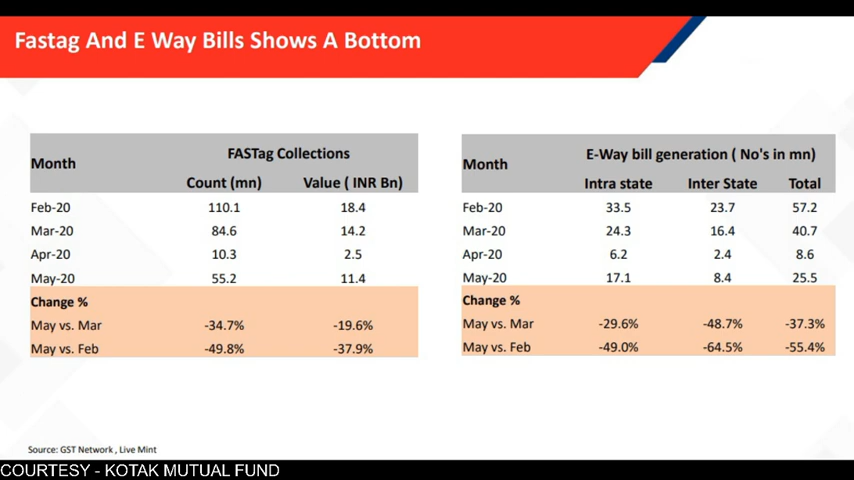 Fastag And E Way Bills Shows A Bottom
Month FASTag Collections
Count (mn) Value ( INR Bn)
Feb-20 110.1 18.4
Mar-20 84.6 14.2
Apr-20 10.3 2.5
May-20 55.2 11.4
Change %
May vs. Mar -34.7% -19.6%
May vs. Feb -49.8% -37.9%
Month E-Way bill generation ( No's in mn)
Intra state Inter State Total
Feb-20 33.5 23.7 57.2
Mar-20 24.3 16.4 40.7
Apr-20 6.2 2.4 8.6
May-20 17.1 8.4 25.5
Change %
May vs. Mar -29.6% -48.7% -37.3%
May vs. Feb -49.0% -64.5% -55.4%
Source: GST Network , Live Mint
COURTESY - KOTAK MUTUAL FUND